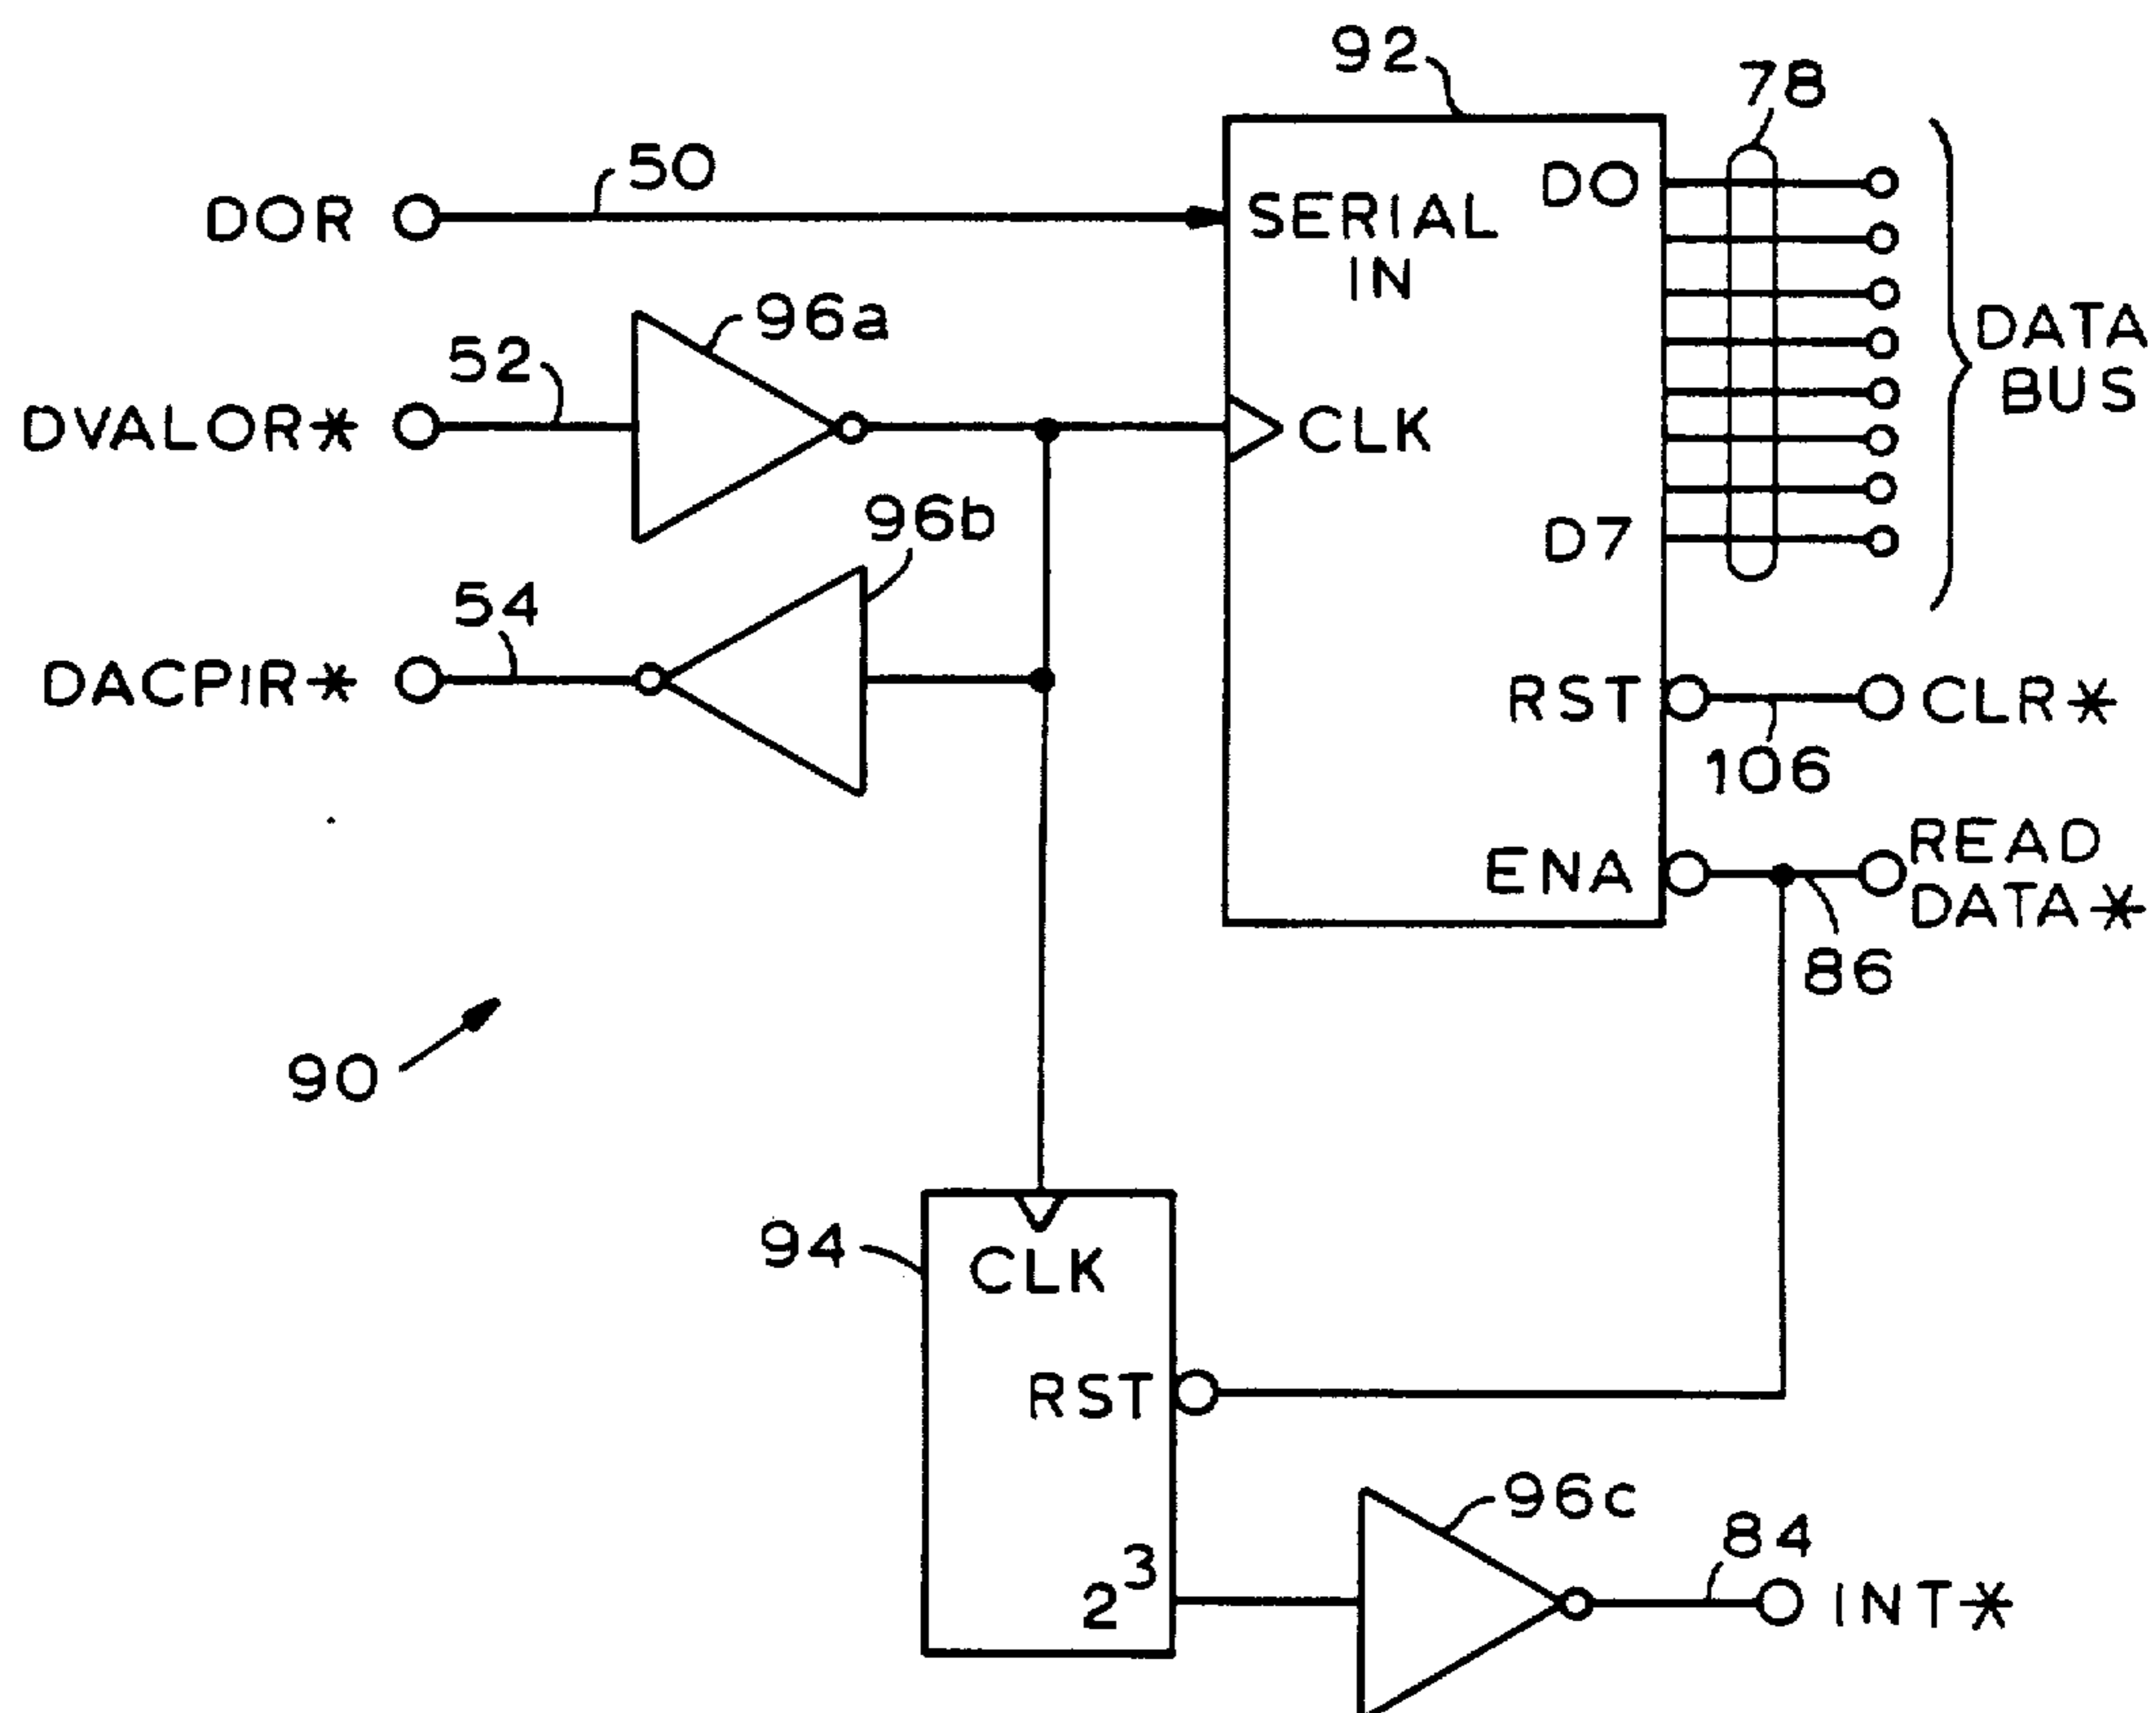 92
78
50
DOR
SERIAL
IN
DO
DATA
BUS
96a
52
DVALOR*
CLK
96b
D7
54
DACPIR*
RST
CLR*
106
ENA
READ
DATA*
86
90
94
CLK
RST
96c
84
2³
INT*